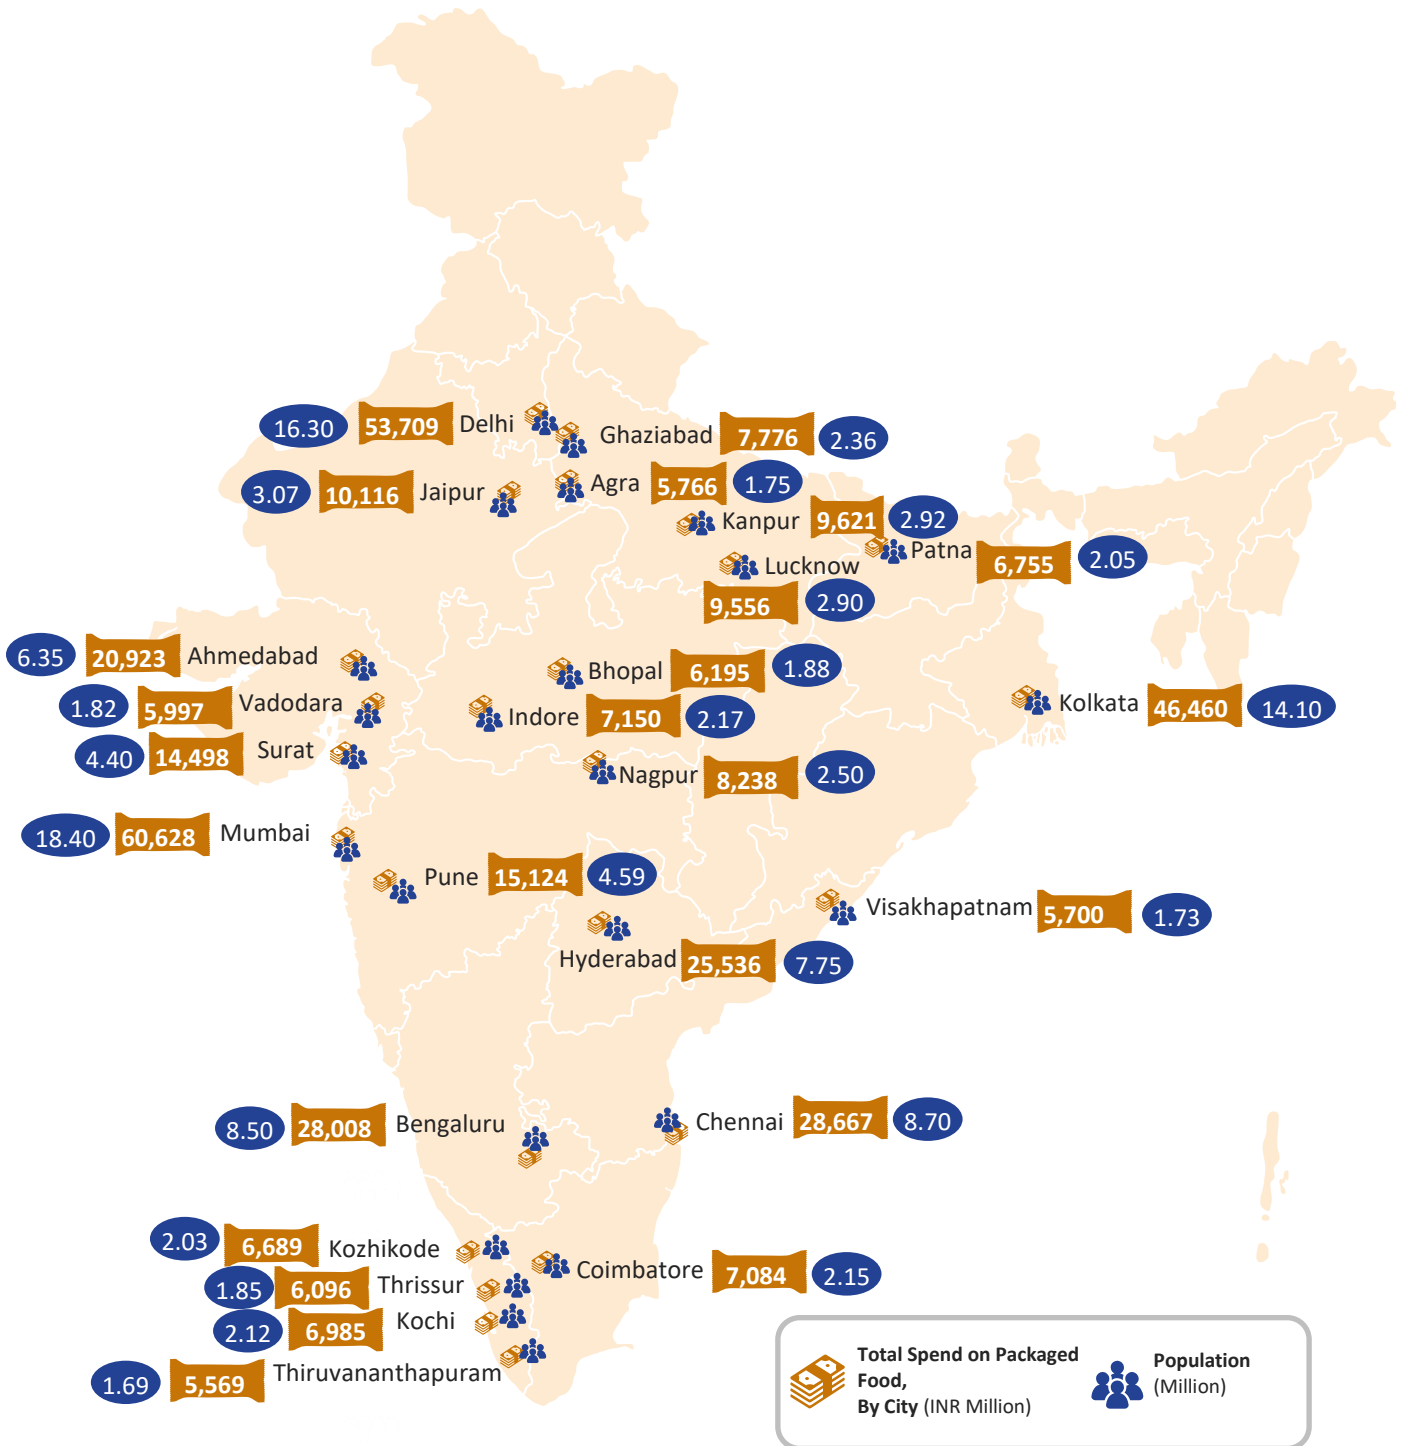 16.30 53,709 Delhi
Ghaziabad 7,776 2.36
3.07 10,116 Jaipur
Agra 5,766 1.75
Kanpur 9,621 2.92
Patna 6,755 2.05
Lucknow
9,556 2.90
6.35 20,923 Ahmedabad
Bhopal 6,195 1.88
1.82 5,997 Vadodara
Indore 7,150 2.17
Kolkata 46,460 14.10
4.40 14,498 Surat
Nagpur 8,238 2.50
18.40 60,628 Mumbai
Pune 15,124 4.59
Visakhapatnam 5,700 1.73
Hyderabad 25,536 7.75
8.50 28,008 Bengaluru
Chennai 28,667 8.70
2.03 6,689 Kozhikode
Coimbatore 7,084 2.15
1.85 6,096 Thrissur
2.12 6,985 Kochi
1.69 5,569 Thiruvananthapuram
Total Spend on Packaged
Food,
By City (INR Million)
Population
(Million)